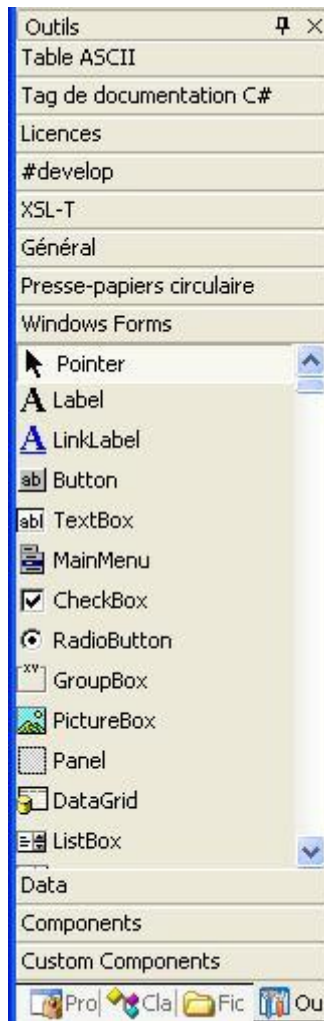 Outils
Table ASCII
Tag de documentation C#
Licences
#develop
XSL-T
Général
Presse-papiers circulaire
Windows Forms
Pointer
A Label
A LinkLabel
ab Button
abl TextBox
MainMenu
CheckBox
RadioButton
xv GroupBox
PictureBox
Panel
DataGrid
ListBox
Data
Components
Custom Components
Pro Cla Fic Ou